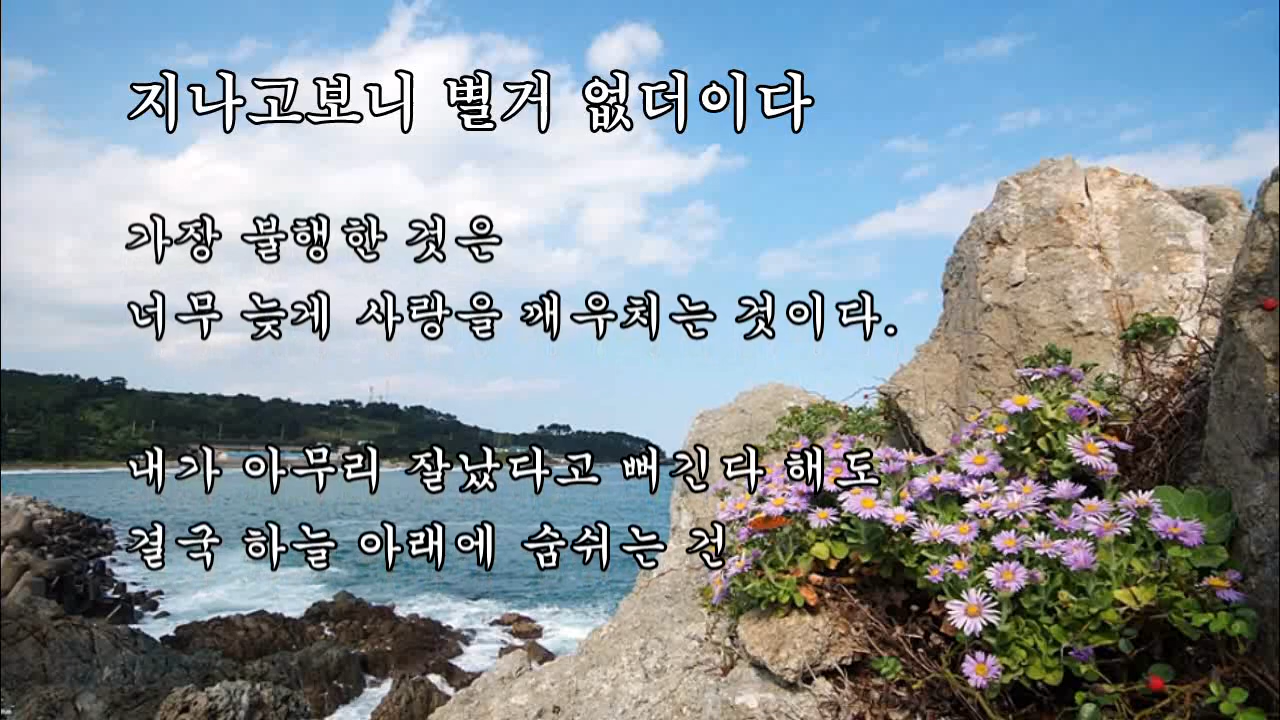 지나고보니 별거 없더이다
가장 불행한 것은
너무 늦게 사랑을 깨우치는 것이다.
내가 아무리 잘났다고 뻐긴다 해도
결국 하늘 아래에 숨쉬는 건